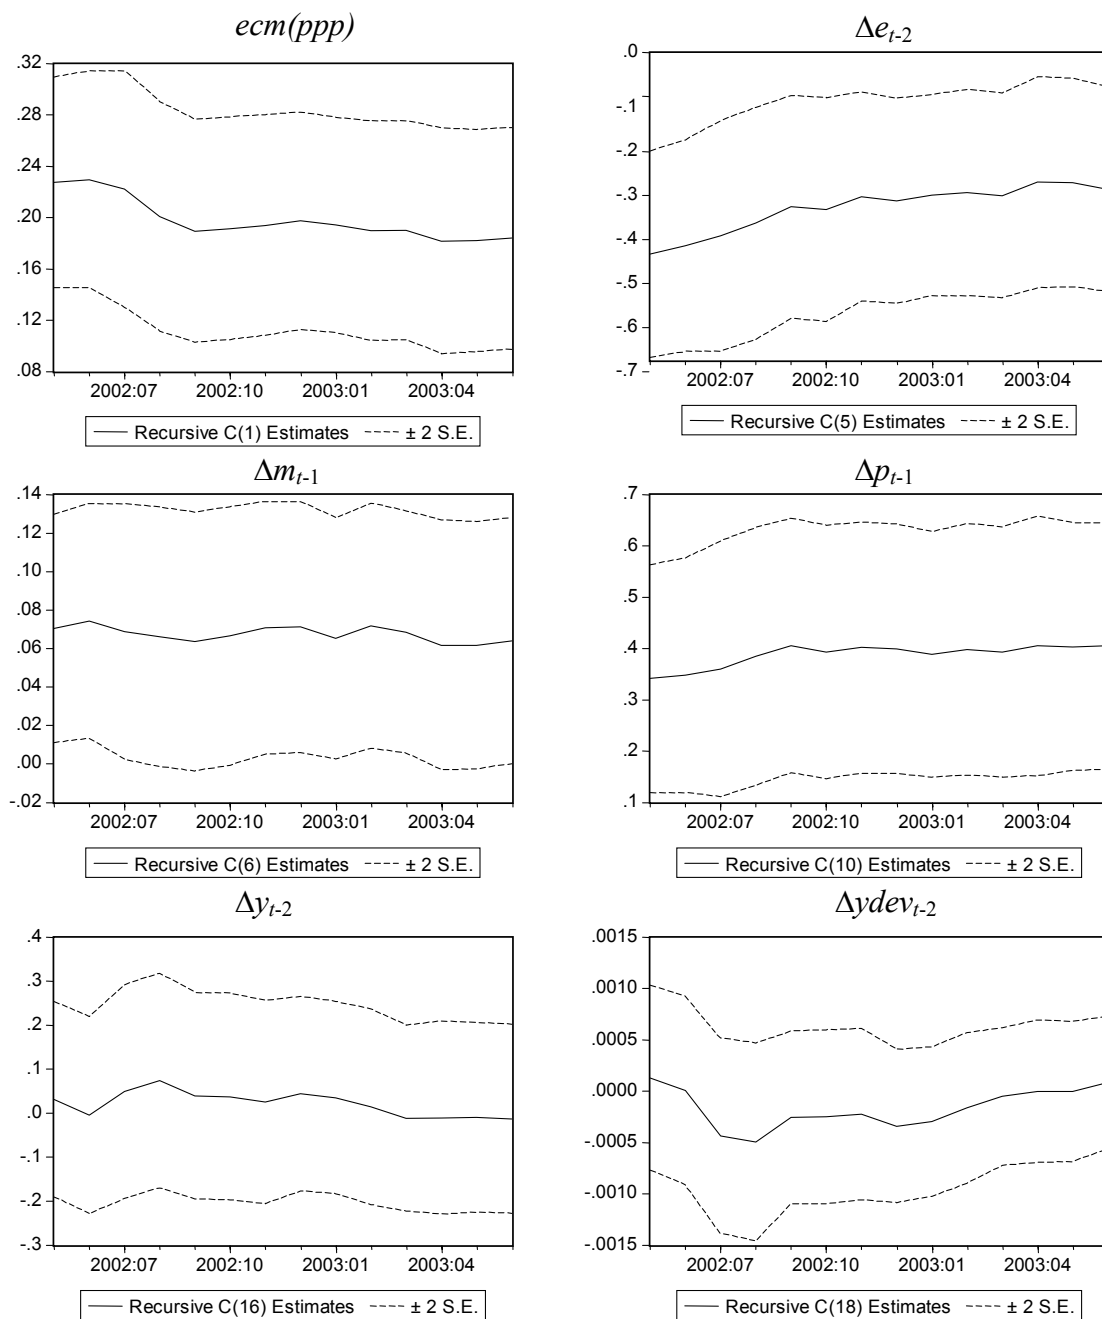 ecm(ppp)
.32
.28
.24
.20
.16
.12
.08
2002:07 2002:10 2003:01 2003:04
Recursive C(1) Estimates ± 2 S.E.
Δe_{t-2}
.0
-.1
-.2
-.3
-.4
-.5
-.6
-.7
2002:07 2002:10 2003:01 2003:04
Recursive C(5) Estimates ± 2 S.E.
Δm_{t-1}
.14
.12
.10
.08
.06
.04
.02
.00
-.02
2002:07 2002:10 2003:01 2003:04
Recursive C(6) Estimates ± 2 S.E.
Δp_{t-1}
.7
.6
.5
.4
.3
.2
.1
2002:07 2002:10 2003:01 2003:04
Recursive C(10) Estimates ± 2 S.E.
Δy_{t-2}
.4
.3
.2
.1
.0
-.1
-.2
-.3
2002:07 2002:10 2003:01 2003:04
Recursive C(16) Estimates ± 2 S.E.
Δydev_{t-2}
.0015
.0010
.0005
.0000
-.0005
-.0010
-.0015
2002:07 2002:10 2003:01 2003:04
Recursive C(18) Estimates ± 2 S.E.